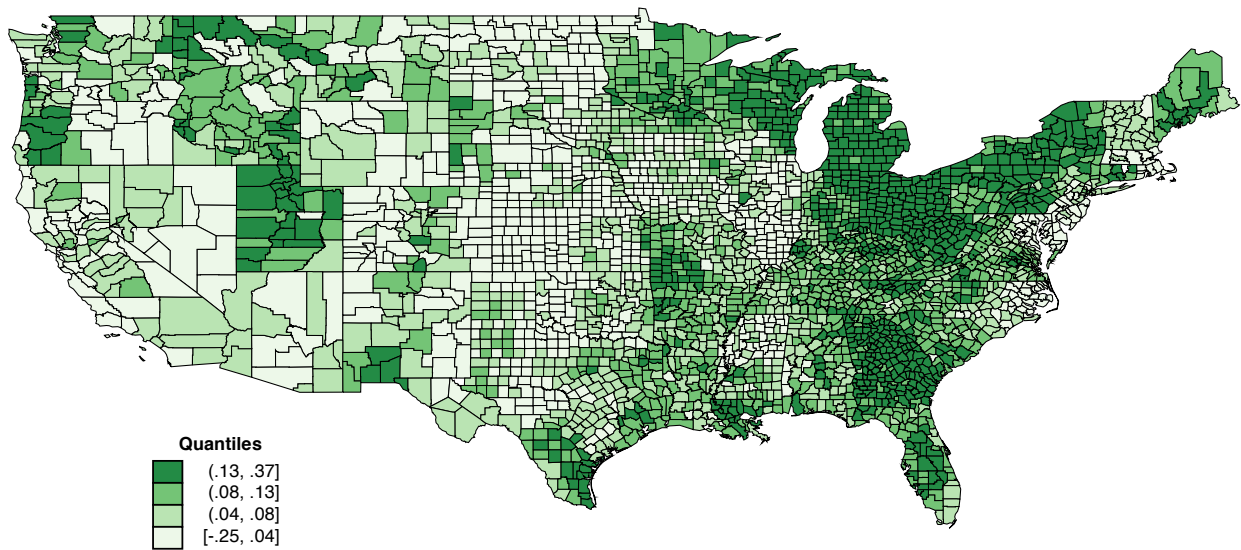 Quantiles
(.13, .37]
(.08, .13]
(.04, .08]
[-.25, .04]